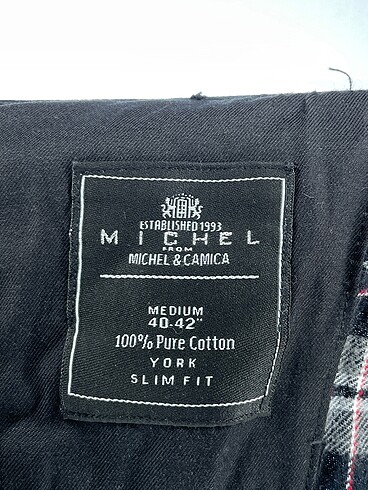 ESTABLISHED 1993
MICHEL
FROM
MICHEL & CAMICA
MEDIUM
40-42"
100% Pure Cotton
YORK
SLIM FIT